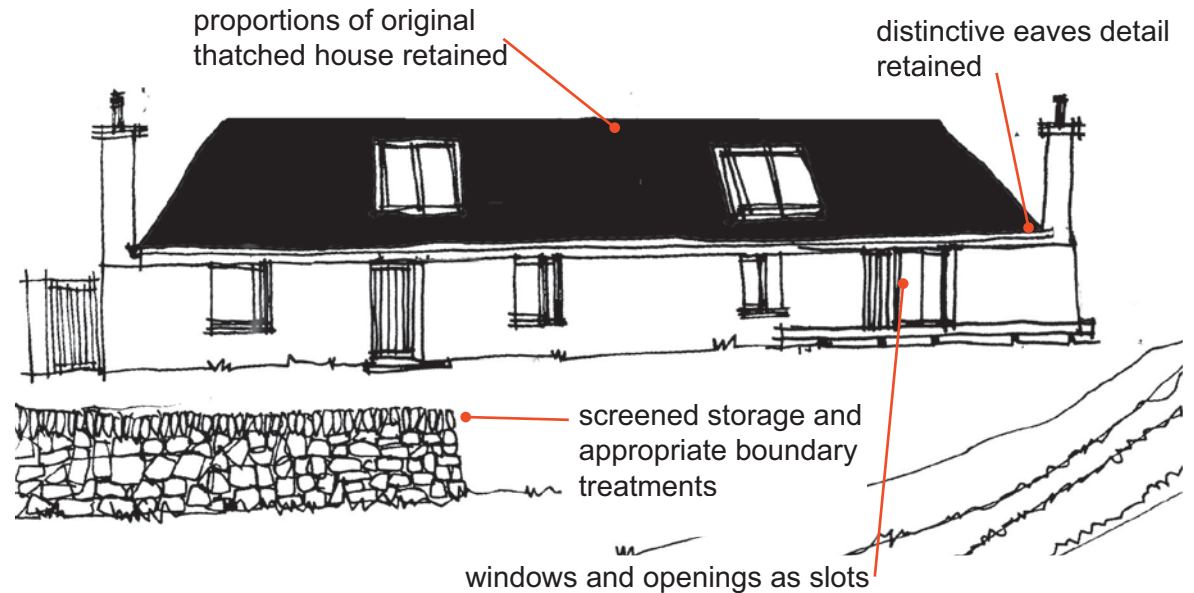 proportions of original
thatched house retained
distinctive eaves detail
retained
screened storage and
appropriate boundary
treatments
windows and openings as slots